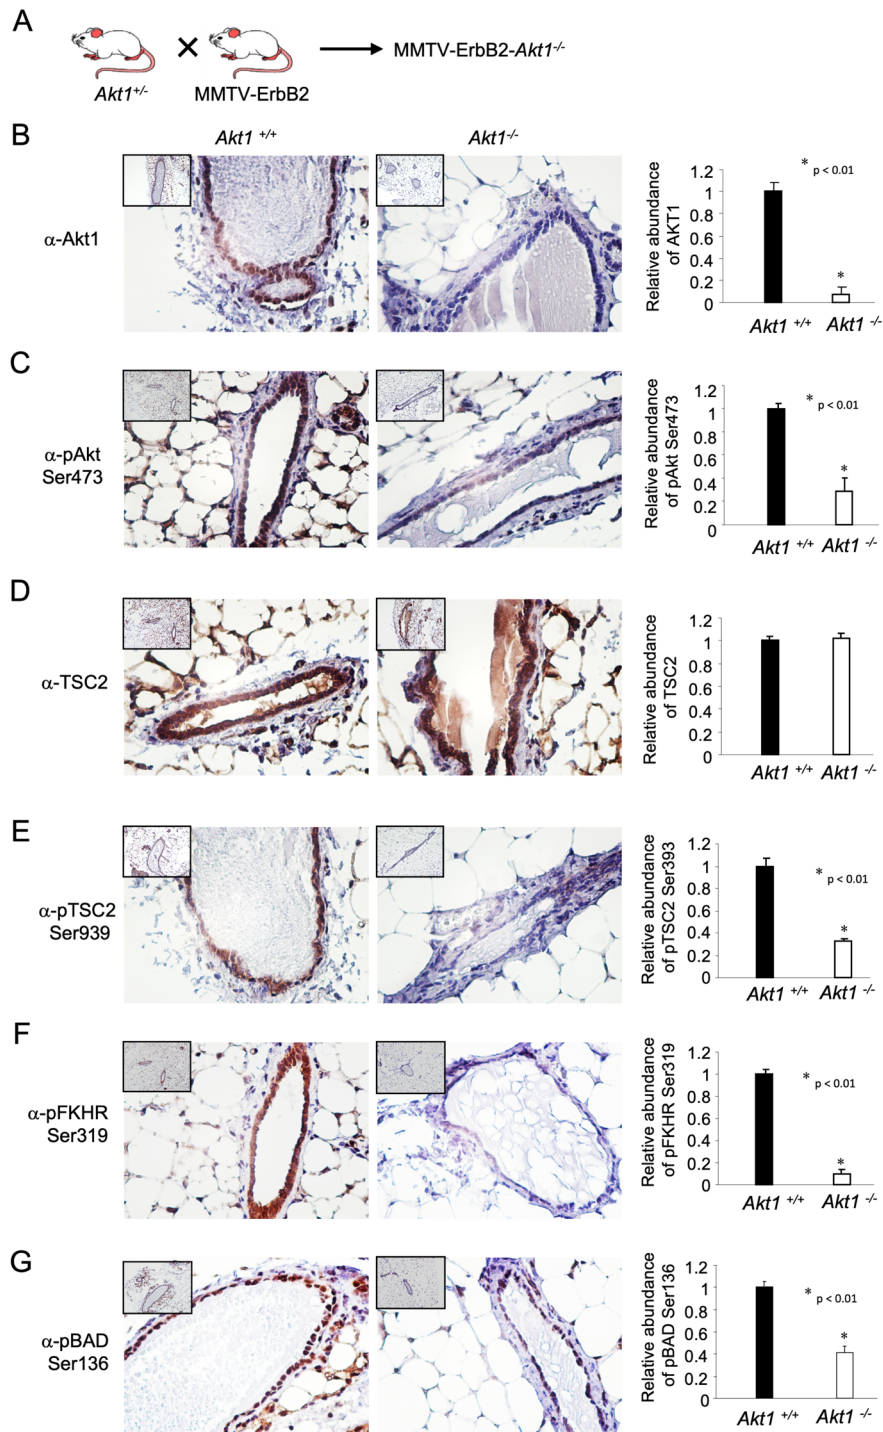 A
Akt1+/-
MMTV-ErbB2
MMTV-ErbB2-Akt1-/-
B
Akt1 +/+
Akt1-/-
α-Akt1
Relative abundance
of AKT1
1.2
1
0.8
0.6
0.4
0.2
0
* p < 0.01
*
Akt1 +/+
Akt1 -/-
C
α-pAkt
Ser473
Relative abundance
of pAkt Ser473
1.2
1
0.8
0.6
0.4
0.2
0
* p < 0.01
*
Akt1 +/+
Akt1 -/-
D
α-TSC2
Relative abundance
of TSC2
1.2
1
0.8
0.6
0.4
0.2
0
Akt1 +/+
Akt1 -/-
E
α-pTSC2
Ser939
Relative abundance
of pTSC2 Ser393
1.2
1
0.8
0.6
0.4
0.2
0
* p < 0.01
*
Akt1 +/+
Akt1 -/-
F
α-pFKHR
Ser319
Relative abundance
of pFKHR Ser319
1.2
1
0.8
0.6
0.4
0.2
0
* p < 0.01
*
Akt1 +/+
Akt1 -/-
G
α-pBAD
Ser136
Relative abundance
of pBAD Ser136
1.2
1
0.8
0.6
0.4
0.2
0
* p < 0.01
*
Akt1 +/+
Akt1 -/-